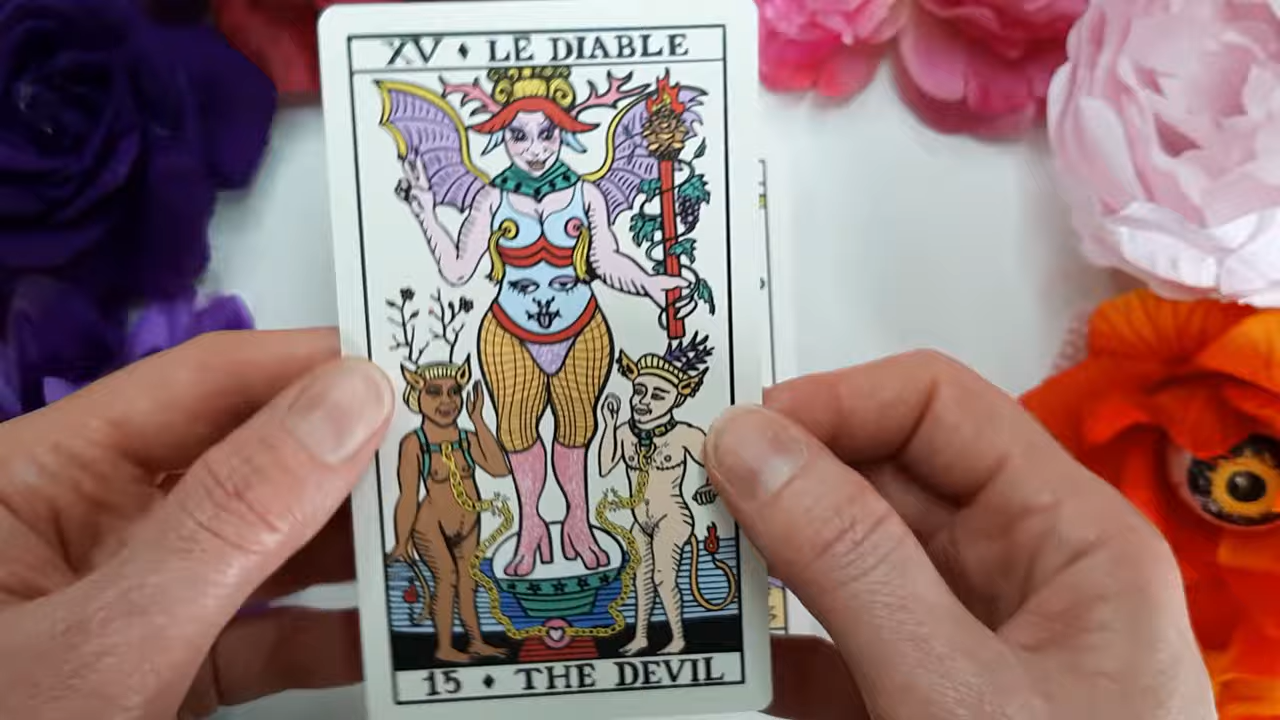 XV ♦ LE DIABLE
15 ♦ THE DEVIL